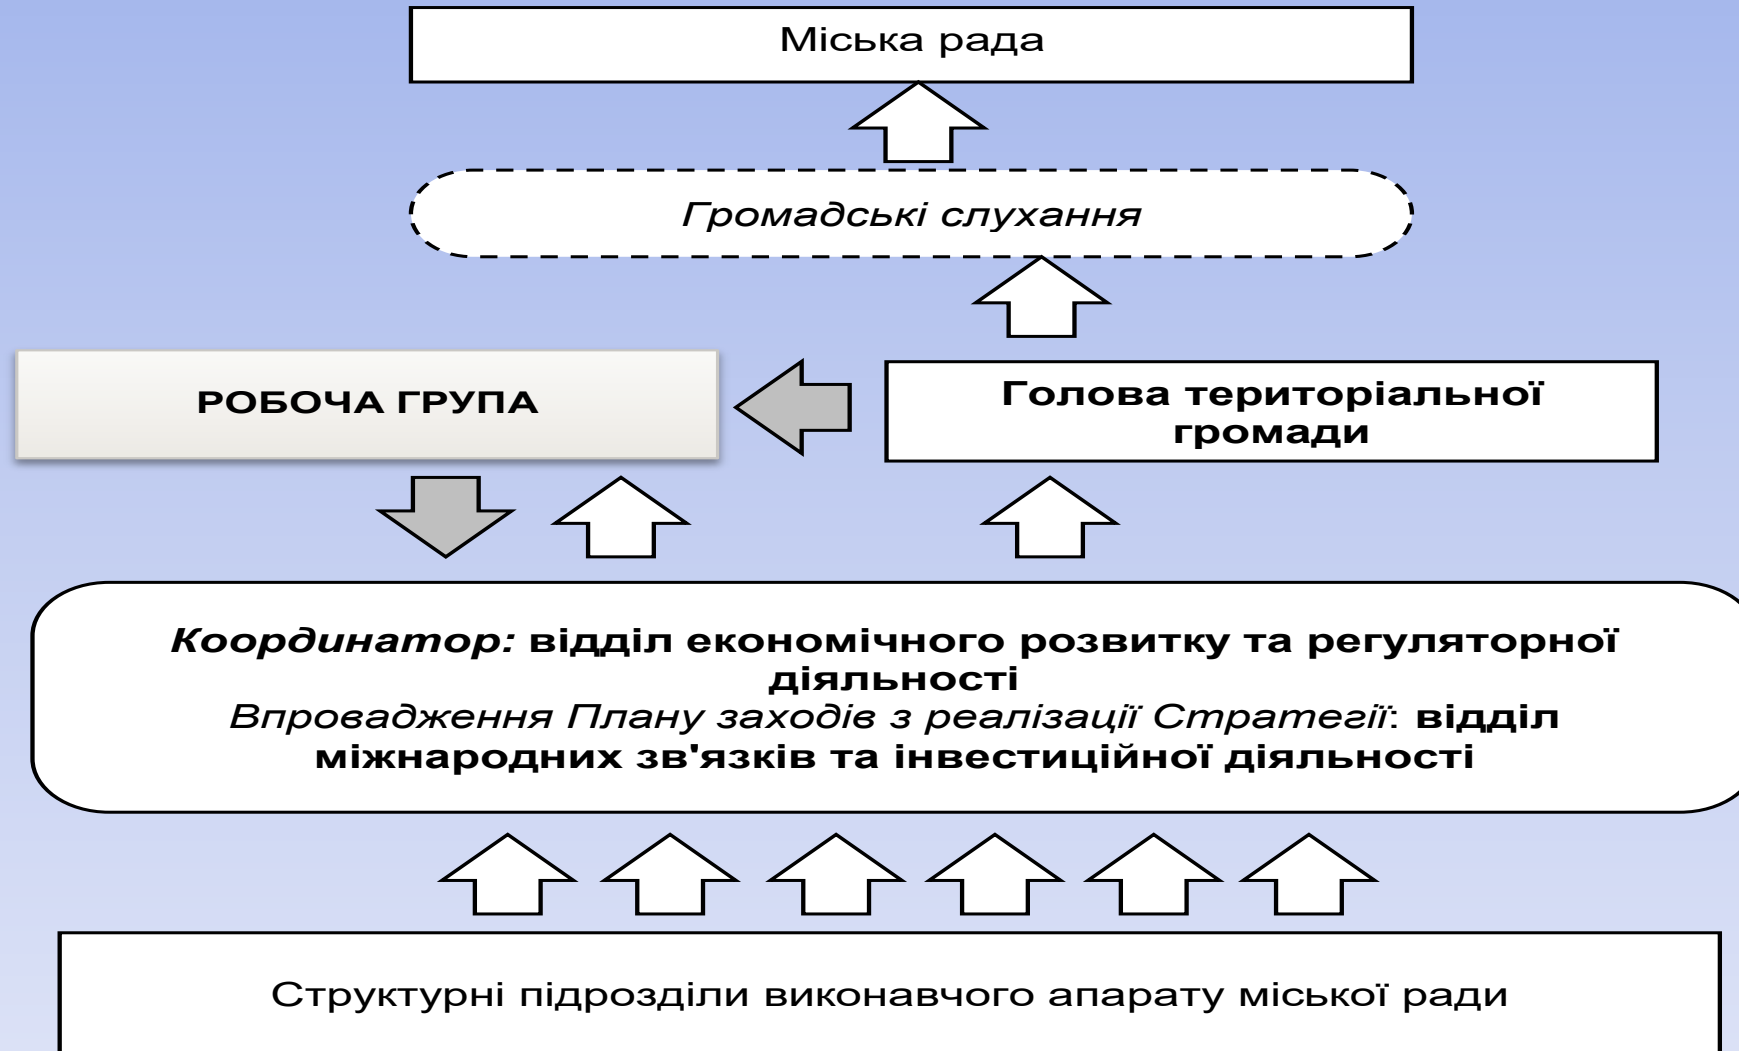 Міська рада
Громадські слухання
РОБОЧА ГРУПА
Голова територіальної
громади
Координатор: відділ економічного розвитку та регуляторної
діяльності
Впровадження Плану заходів з реалізації Стратегії: відділ
міжнародних зв'язків та інвестиційної діяльності
Структурні підрозділи виконавчого апарату міської ради